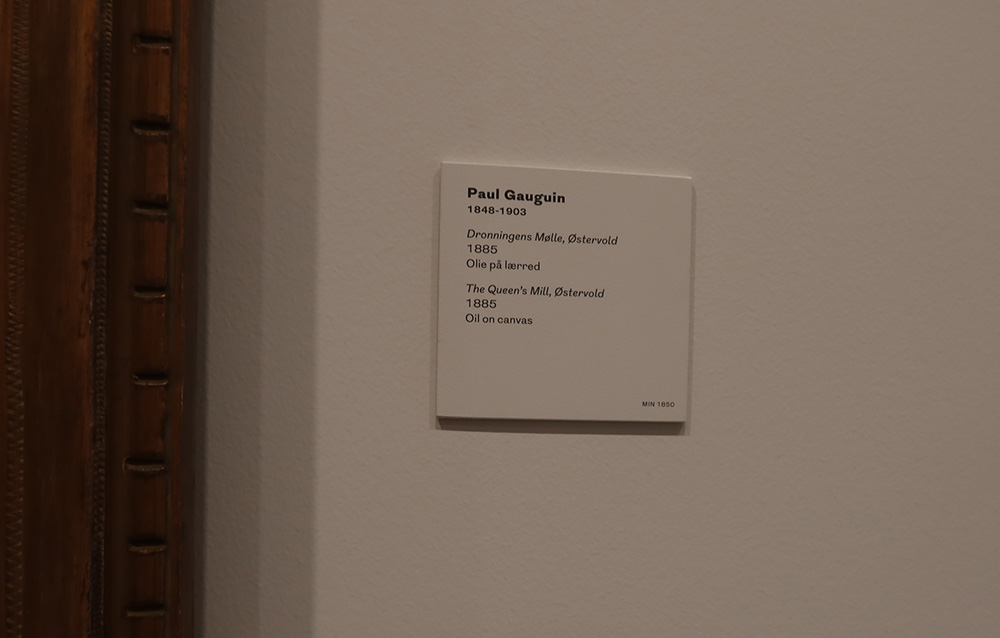 Paul Gauguin
1848-1903
Dronningens Mølle, Østervold
1885
Olie på lærred
The Queen's Mill, Østervold
1885
Oil on canvas
MIN 1850